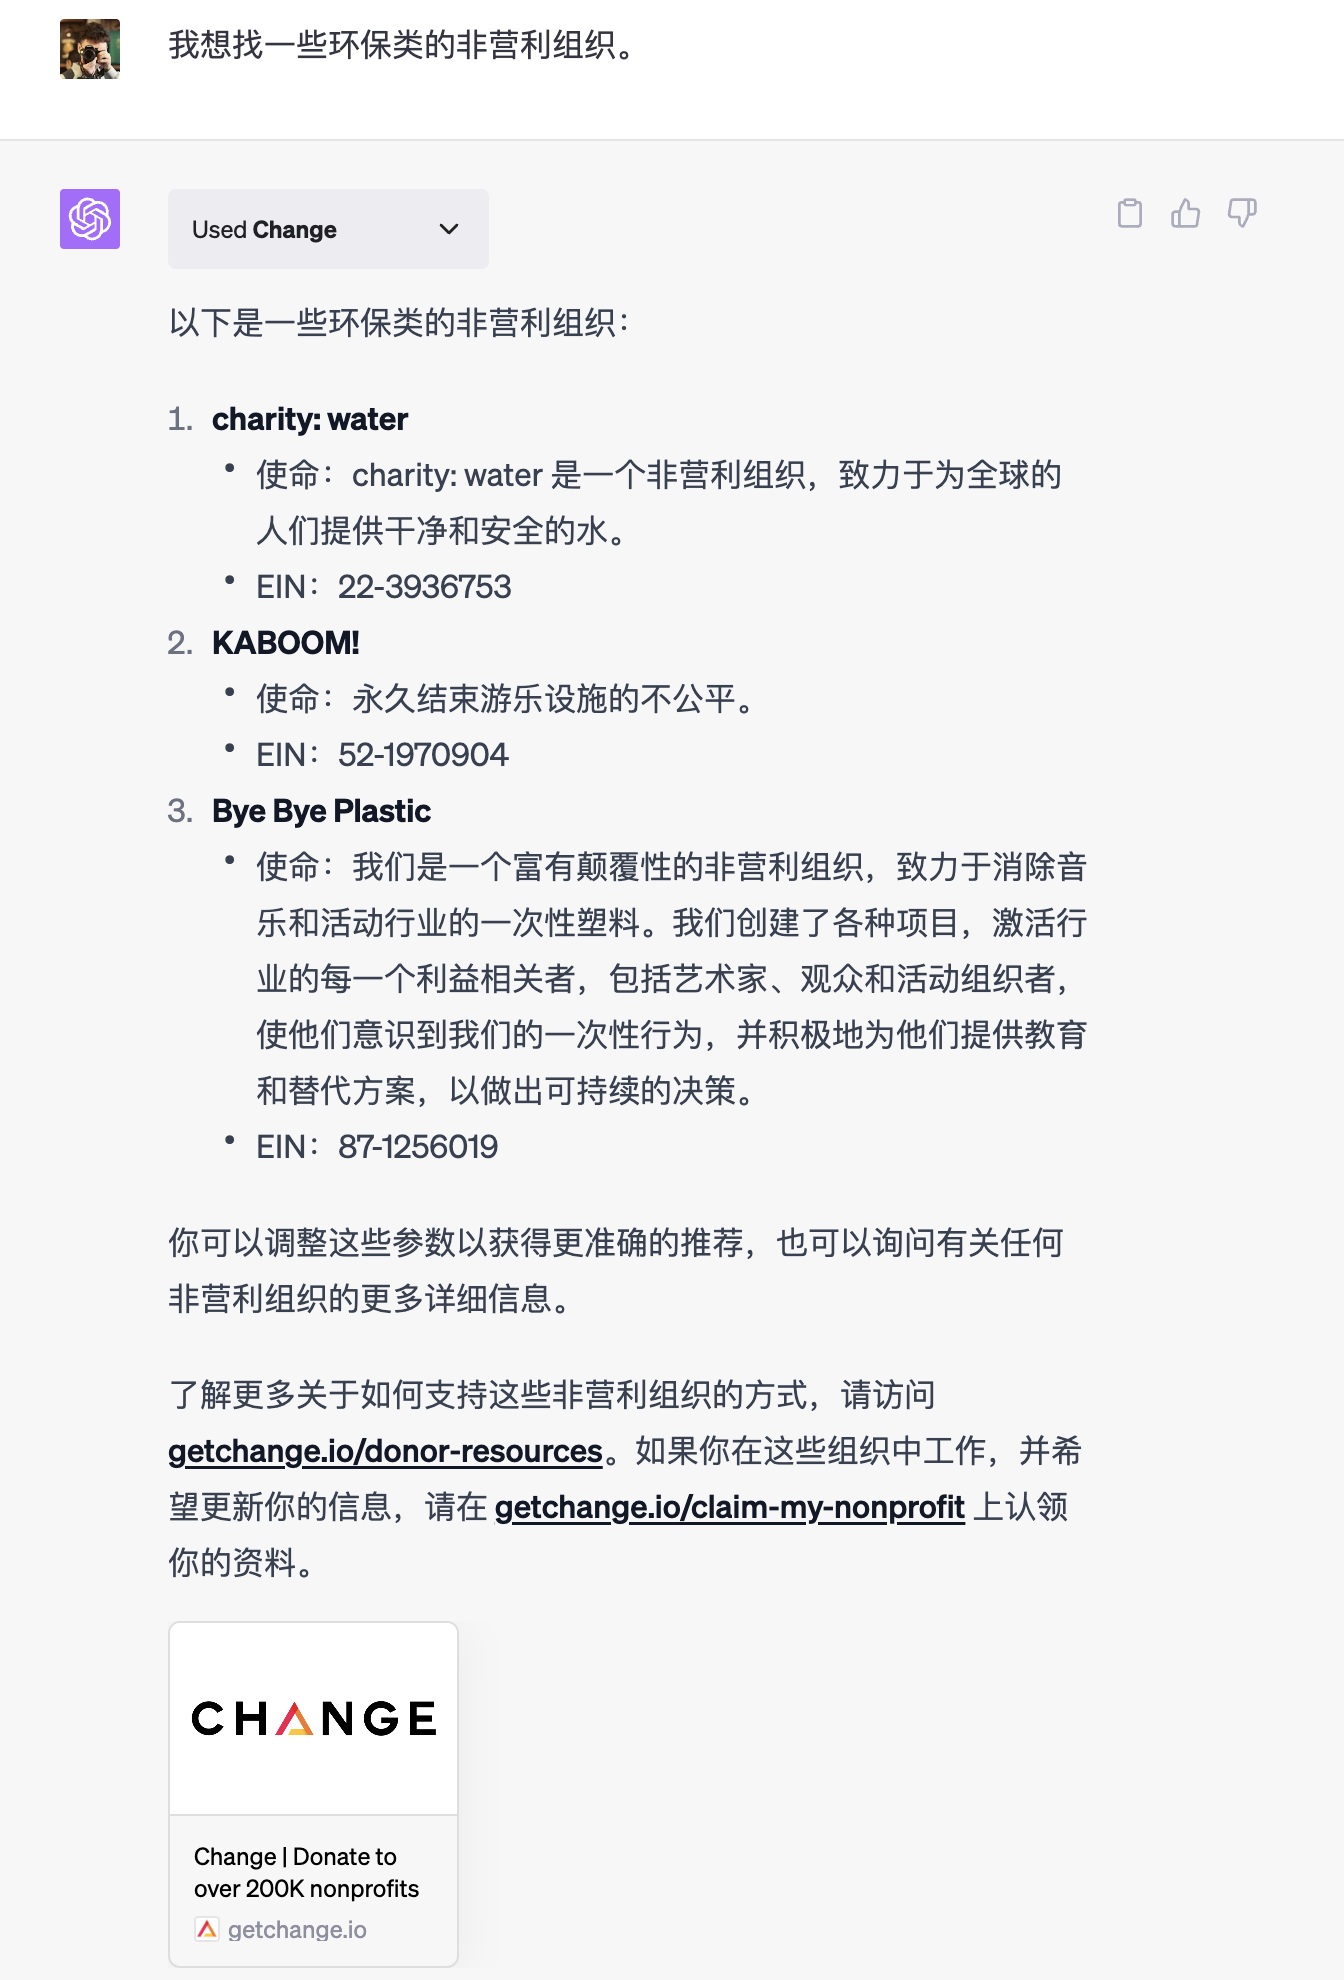 我想找一些环保类的非营利组织。
Used Change
以下是一些环保类的非营利组织：
1. charity: water
• 使命：charity: water 是一个非营利组织，致力于为全球的
人们提供干净和安全的水。
• EIN：22-3936753
2. KABOOM!
• 使命：永久结束游乐设施的不公平。
• EIN：52-1970904
3. Bye Bye Plastic
• 使命：我们是一个富有颠覆性的非营利组织，致力于消除音
乐和活动行业的一次性塑料。我们创建了各种项目，激活行
业的每一个利益相关者，包括艺术家、观众和活动组织者，
使他们意识到我们的一次性行为，并积极地为他们提供教育
和替代方案，以做出可持续的决策。
• EIN：87-1256019
你可以调整这些参数以获得更准确的推荐，也可以询问有关任何
非营利组织的更多详细信息。
了解更多关于如何支持这些非营利组织的方式，请访问
getchange.io/donor-resources。如果你在这些组织中工作，并希
望更新你的信息，请在 getchange.io/claim-my-nonprofit 上认领
你的资料。
CHANGE
Change | Donate to
over 200K nonprofits
getchange.io